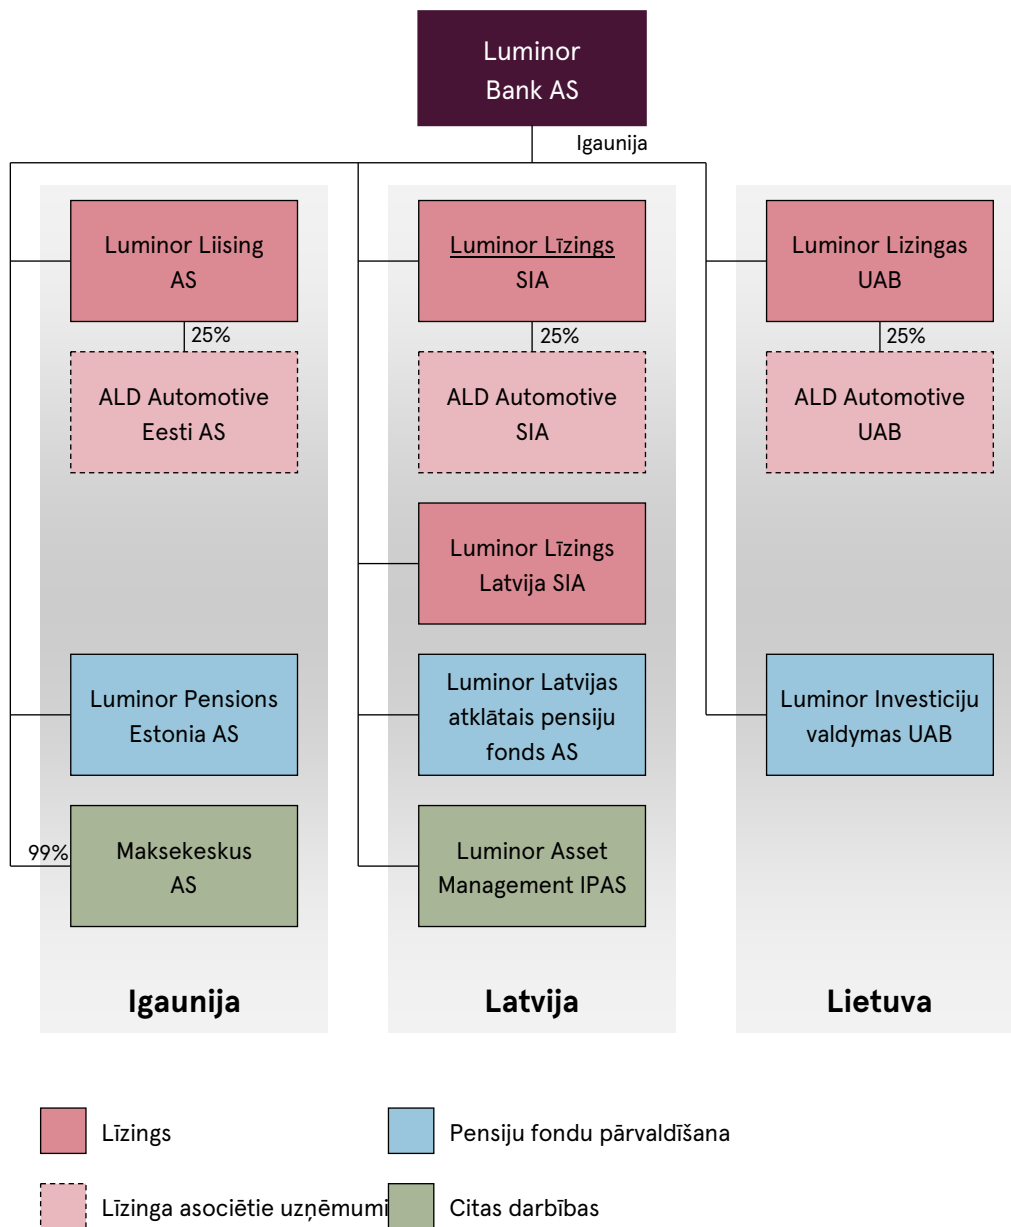 Luminor
Bank AS
Igaunija
Luminor Liising
AS
25%
ALD Automotive
Eesti AS
Luminor Pensions
Estonia AS
99%
Maksekeskus
AS
Igaunija
Luminor Līzings
SIA
25%
ALD Automotive
SIA
Luminor Līzings
Latvija SIA
Luminor Latvijas
atklātais pensiju
fonds AS
Luminor Asset
Management IPAS
Latvija
Luminor Lizingas
UAB
25%
ALD Automotive
UAB
Luminor Investiciju
valdymas UAB
Lietuva
Līzings
Pensiju fondu pārvaldīšana
Līzinga asociētie uzņēmumi
Citas darbības